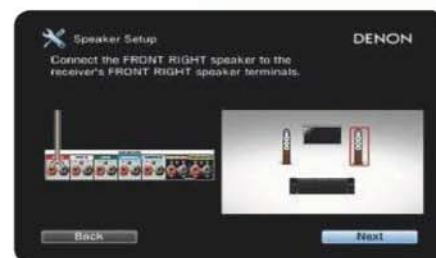 Speaker Setup
DENON
Connect the FRONT RIGHT speaker to the
receiver's FRONT RIGHT speaker terminals.
Back
Next